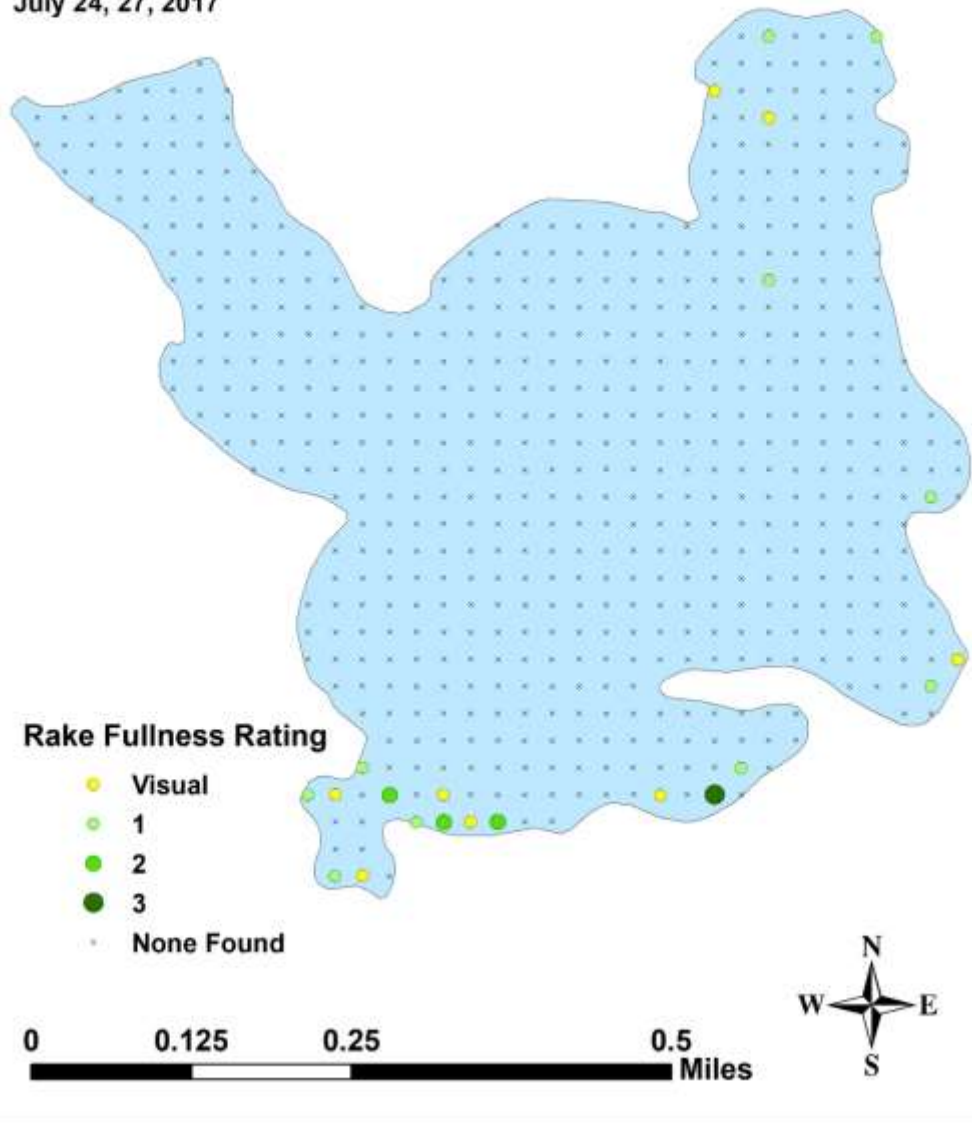 July 24, 27, 2017
Rake Fullness Rating
Visual
1
2
3
None Found
N
W E
S
0 0.125 0.25 0.5
Miles